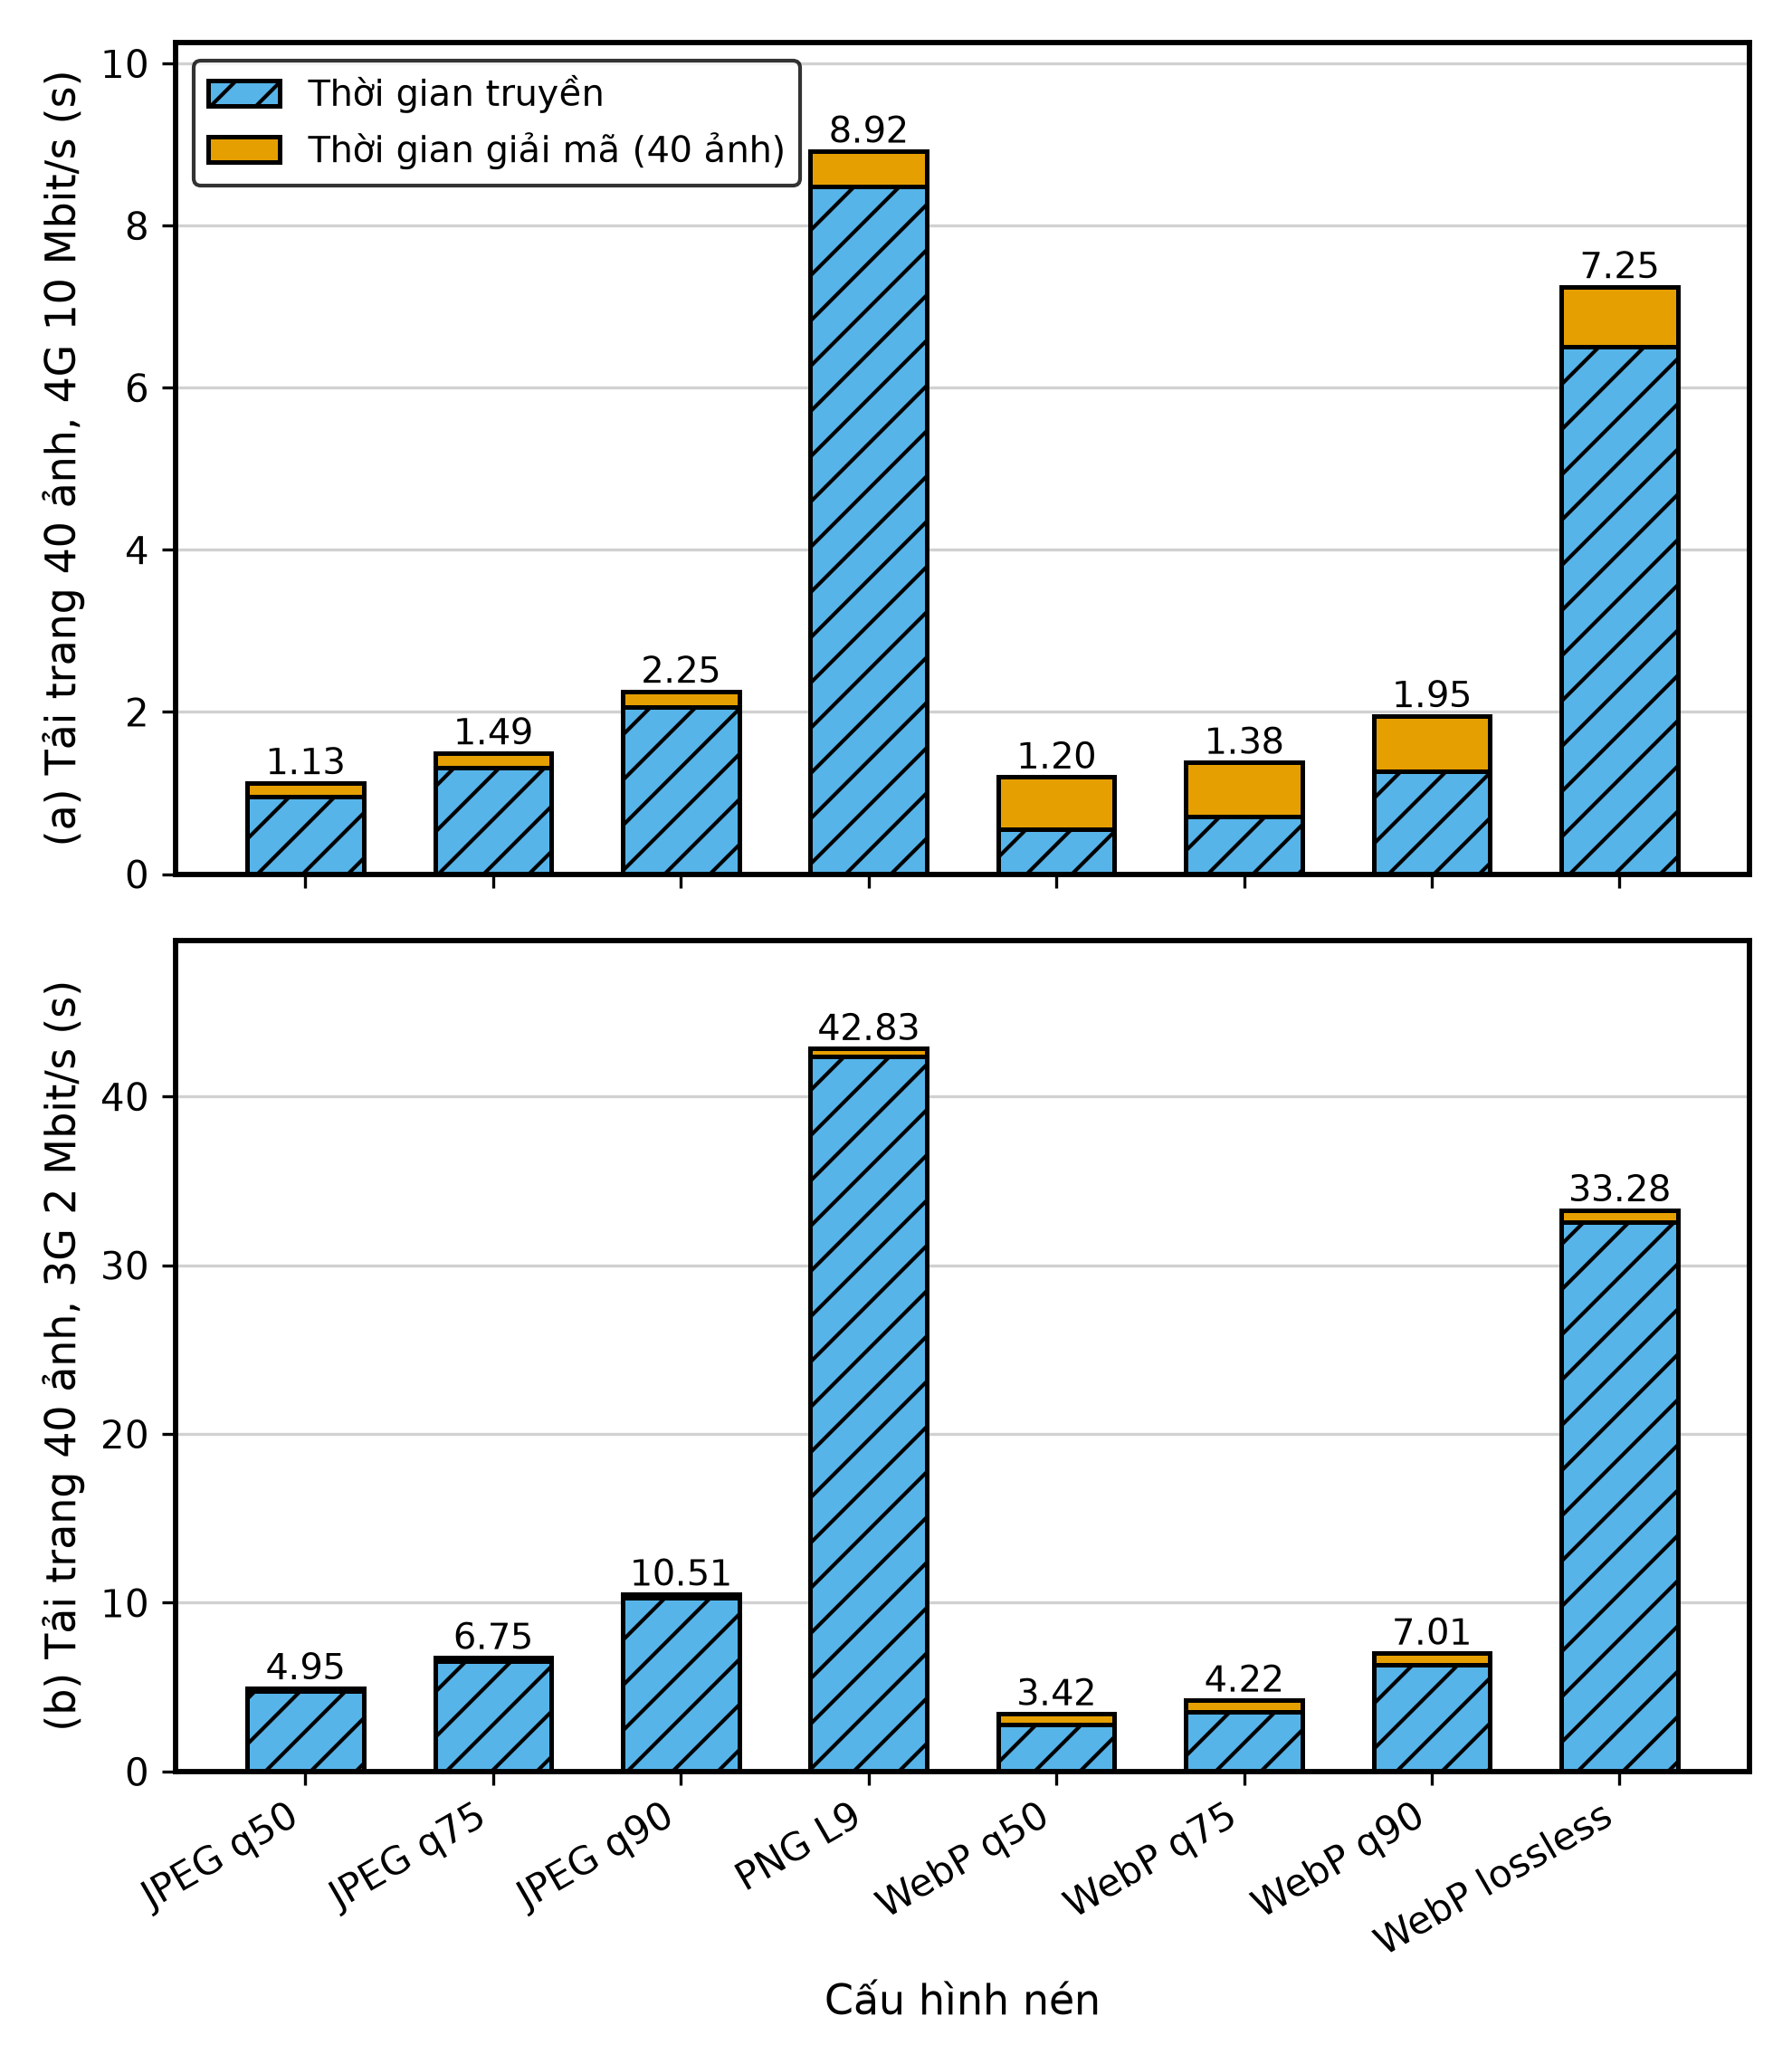 (a) Tải trang 40 ảnh, 4G 10 Mbit/s (s)
10
8
6
4
2
0
Thời gian truyền
Thời gian giải mã (40 ảnh)
1.13
1.49
2.25
8.92
1.20
1.38
1.95
7.25
(b) Tải trang 40 ảnh, 3G 2 Mbit/s (s)
40
30
20
10
0
4.95
6.75
10.51
42.83
3.42
4.22
7.01
33.28
JPEG q50
JPEG q75
JPEG q90
PNG L9
WebP q50
WebP q75
WebP q90
WebP lossless
Cấu hình nén